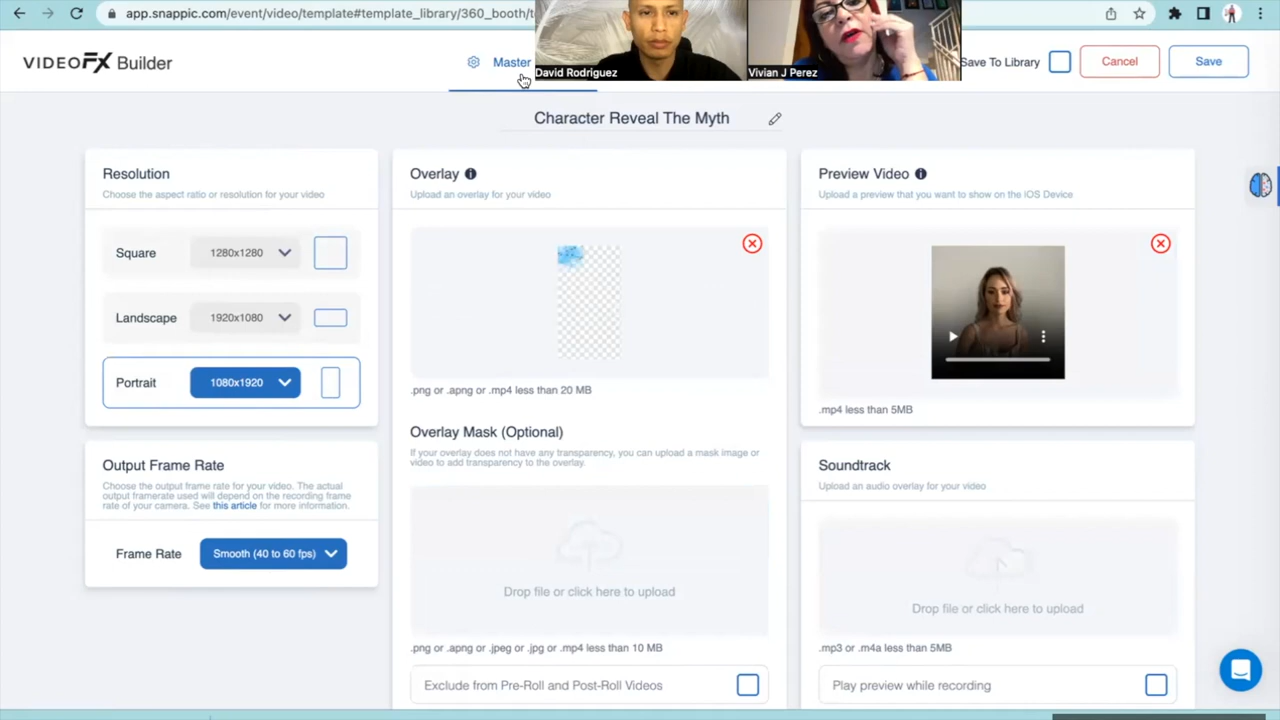 app.snappic.com/event/video/template#template_library/360_booth/t
VIDEOFX Builder
Master
David Rodriguez
Vivian J Perez
Save To Library
Cancel
Save
Character Reveal The Myth
Resolution
Choose the aspect ratio or resolution for your video
Square
1280x1280
Landscape
1920x1080
Portrait
1080x1920
Output Frame Rate
Choose the output frame rate for your video. The actual
output framerate used will depend on the recording frame
rate of your camera. See this article for more information.
Frame Rate
Smooth (40 to 60 fps)
Overlay
Upload an overlay for your video
.png or .apng or .mp4 less than 20 MB
Overlay Mask (Optional)
If your overlay does not have any transparency, you can upload a mask image or
video to add transparency to the overlay.
Drop file or click here to upload
.png or .apng or .jpeg or .jpg or .mp4 less than 10 MB
Exclude from Pre-Roll and Post-Roll Videos
Preview Video
Upload a preview that you want to show on the iOS Device
.mp4 less than 5MB
Soundtrack
Upload an audio overlay for your video
Drop file or click here to upload
.mp3 or .m4a less than 5MB
Play preview while recording